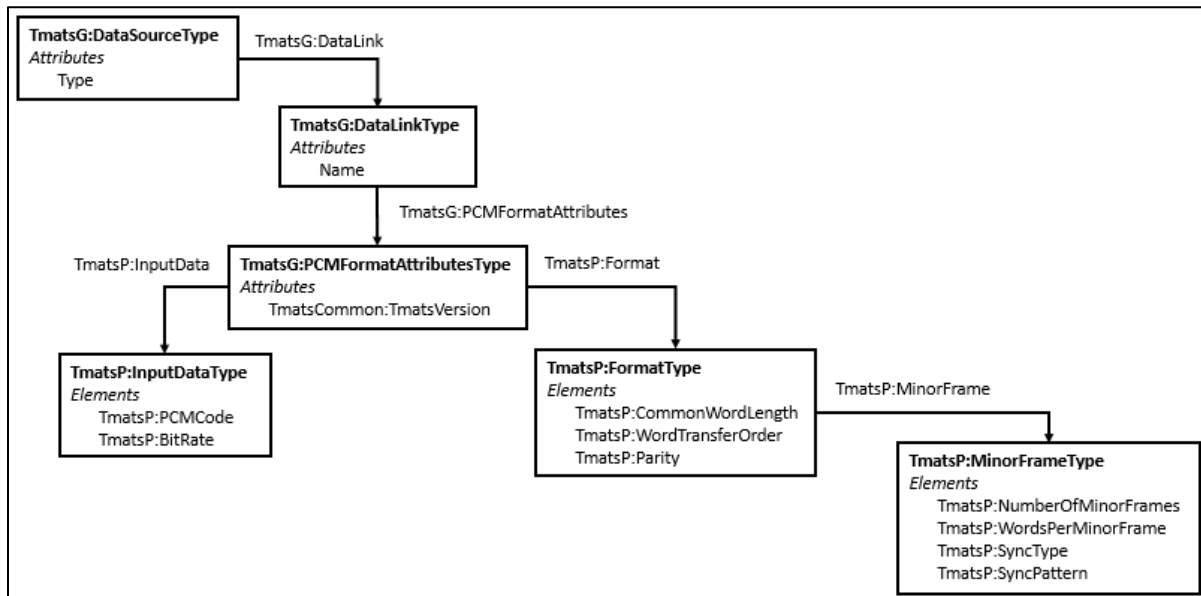 TmatsG:DataSourceType
Attributes
Type
TmatsG:DataLink
TmatsG:DataLinkType
Attributes
Name
TmatsG:PCMFormatAttributes
TmatsP:InputData
TmatsG:PCMFormatAttributesType
Attributes
TmatsCommon:TmatsVersion
TmatsP:Format
TmatsP:InputDataType
Elements
TmatsP:PCMCode
TmatsP:BitRate
TmatsP:FormatType
Elements
TmatsP:CommonWordLength
TmatsP:WordTransferOrder
TmatsP:Parity
TmatsP:MinorFrame
TmatsP:MinorFrameType
Elements
TmatsP:NumberOfMinorFrames
TmatsP:WordsPerMinorFrame
TmatsP:SyncType
TmatsP:SyncPattern